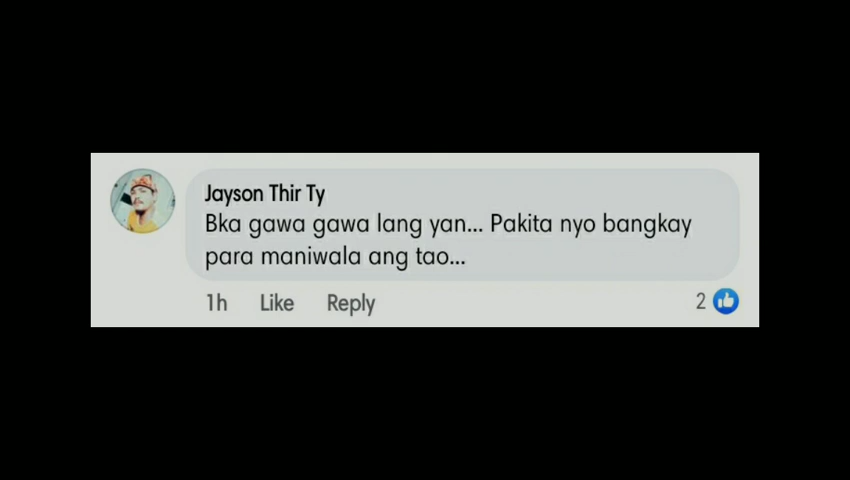 Jayson Thir Ty
Bka gawa gawa lang yan... Pakita nyo bangkay
para maniwala ang tao...
1h Like Reply 2